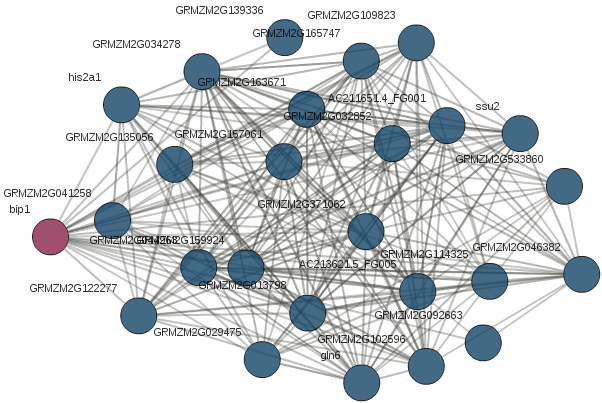 GRMZM2G139336
GRMZM2G109823
GRMZM2G165747
GRMZM2G034278
his2a1
GRMZM2G163671
AC211651.4_FG001
ssu2
GRMZM2G032852
GRMZM2G135056
GRMZM2G157061
GRMZM2G533860
GRMZM2G041258
GRMZM2G371062
bip1
GRMZM2G159924
GRMZM2G046382
GRMZM2G114325
AC213621.5_FG005
GRMZM2G122277
GRMZM2G013798
GRMZM2G092663
GRMZM2G029475
GRMZM2G102596
gln6